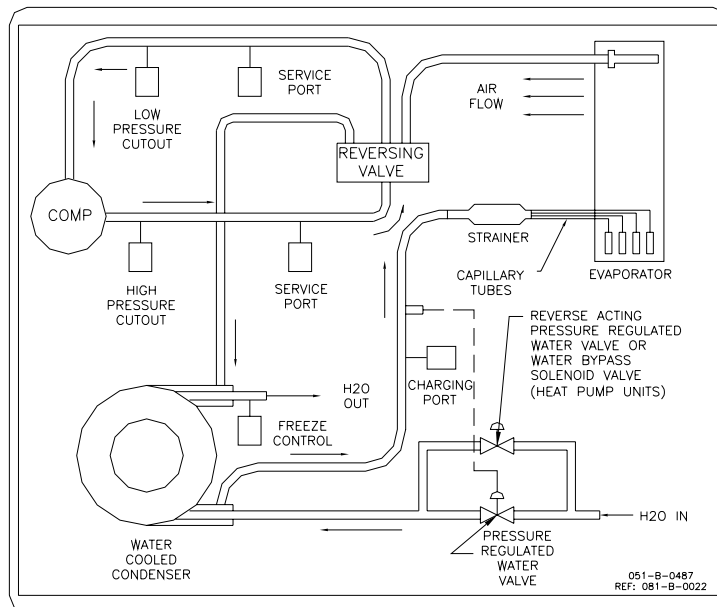 SERVICE
PORT
LOW
PRESSURE
CUTOUT
AIR
FLOW
REVERSING
VALVE
COMP
STRAINER
CAPILLARY
TUBES
EVAPORATOR
HIGH
PRESSURE
CUTOUT
SERVICE
PORT
REVERSE ACTING
PRESSURE REGULATED
WATER VALVE OR
WATER BYPASS
SOLENOID VALVE
(HEAT PUMP UNITS)
H2O
OUT
CHARGING
PORT
FREEZE
CONTROL
H2O IN
WATER
COOLED
CONDENSER
PRESSURE
REGULATED
WATER
VALVE
051-B-0487
REF: 081-B-0022